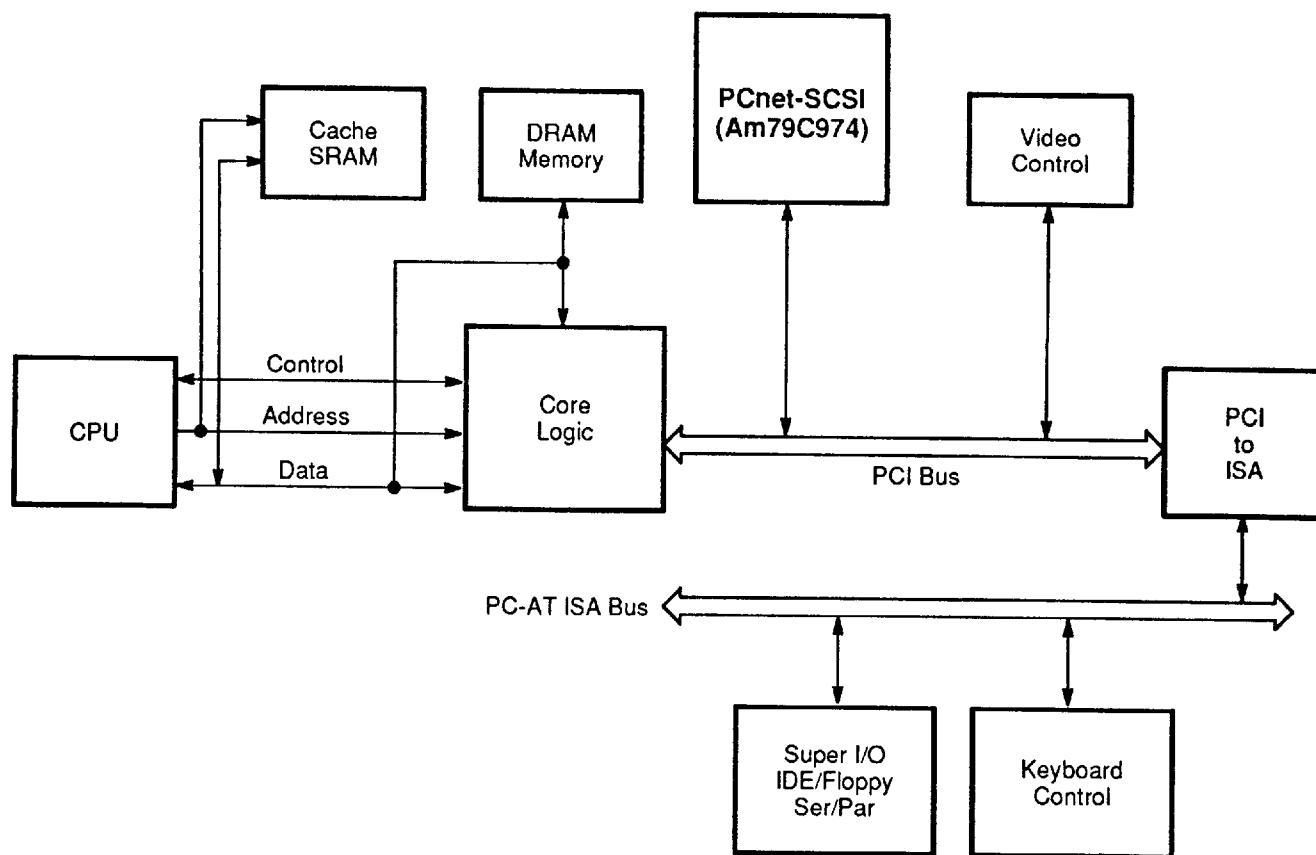 PCnet-SCSI
(Am79C974)
Cache
SRAM
DRAM
Memory
Video
Control
CPU
Control
Address
Data
Core
Logic
PCI Bus
PCI
to
ISA
PC-AT ISA Bus
Super I/O
IDE/Floppy
Ser/Par
Keyboard
Control